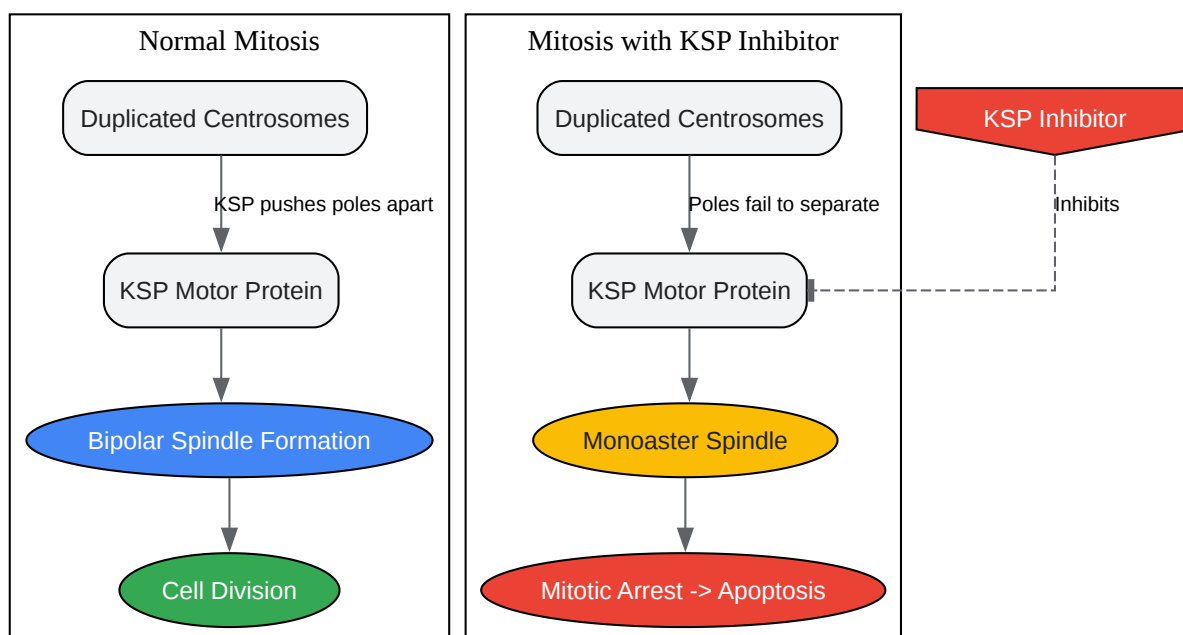 Normal Mitosis
Duplicated Centrosomes
KSP pushes poles apart
KSP Motor Protein
Bipolar Spindle Formation
Cell Division
Mitosis with KSP Inhibitor
Duplicated Centrosomes
Poles fail to separate
KSP Motor Protein
Monoaster Spindle
Mitotic Arrest -> Apoptosis
KSP Inhibitor
Inhibits